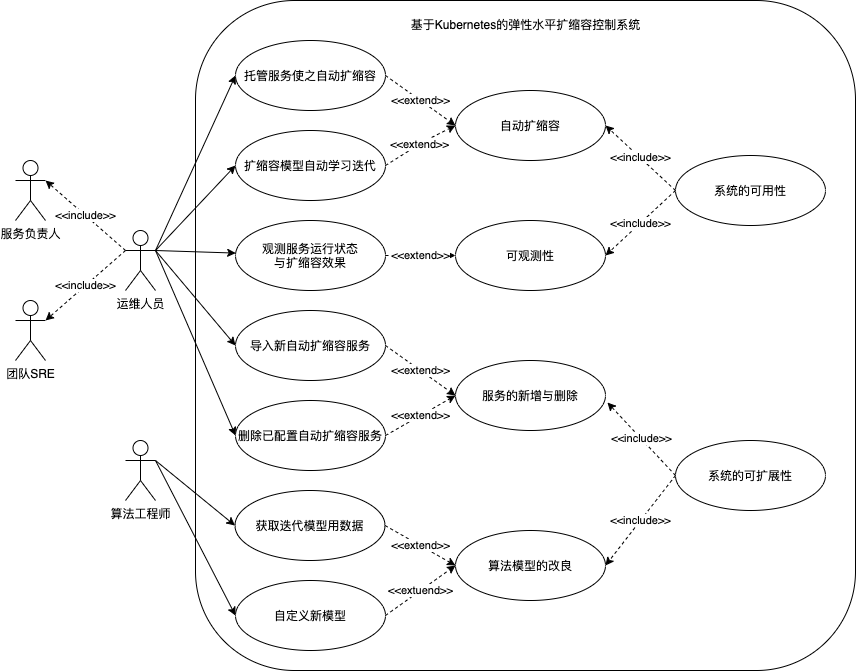 基于Kubernetes的弹性水平扩缩容控制系统
托管服务使之自动扩缩容
<<extend>>
自动扩缩容
扩缩容模型自动学习迭代
<<extend>>
<<include>>
系统的可用性
<<include>>
服务负责人
<<include>>
观测服务运行状态
与扩缩容效果
<<extend>>
可观测性
<<include>>
运维人员
团队SRE
导入新自动扩缩容服务
<<extend>>
服务的新增与删除
<<extend>>
删除已配置自动扩缩容服务
<<include>>
系统的可扩展性
<<include>>
算法工程师
获取迭代模型用数据
<<extend>>
算法模型的改良
<<extuend>>
自定义新模型